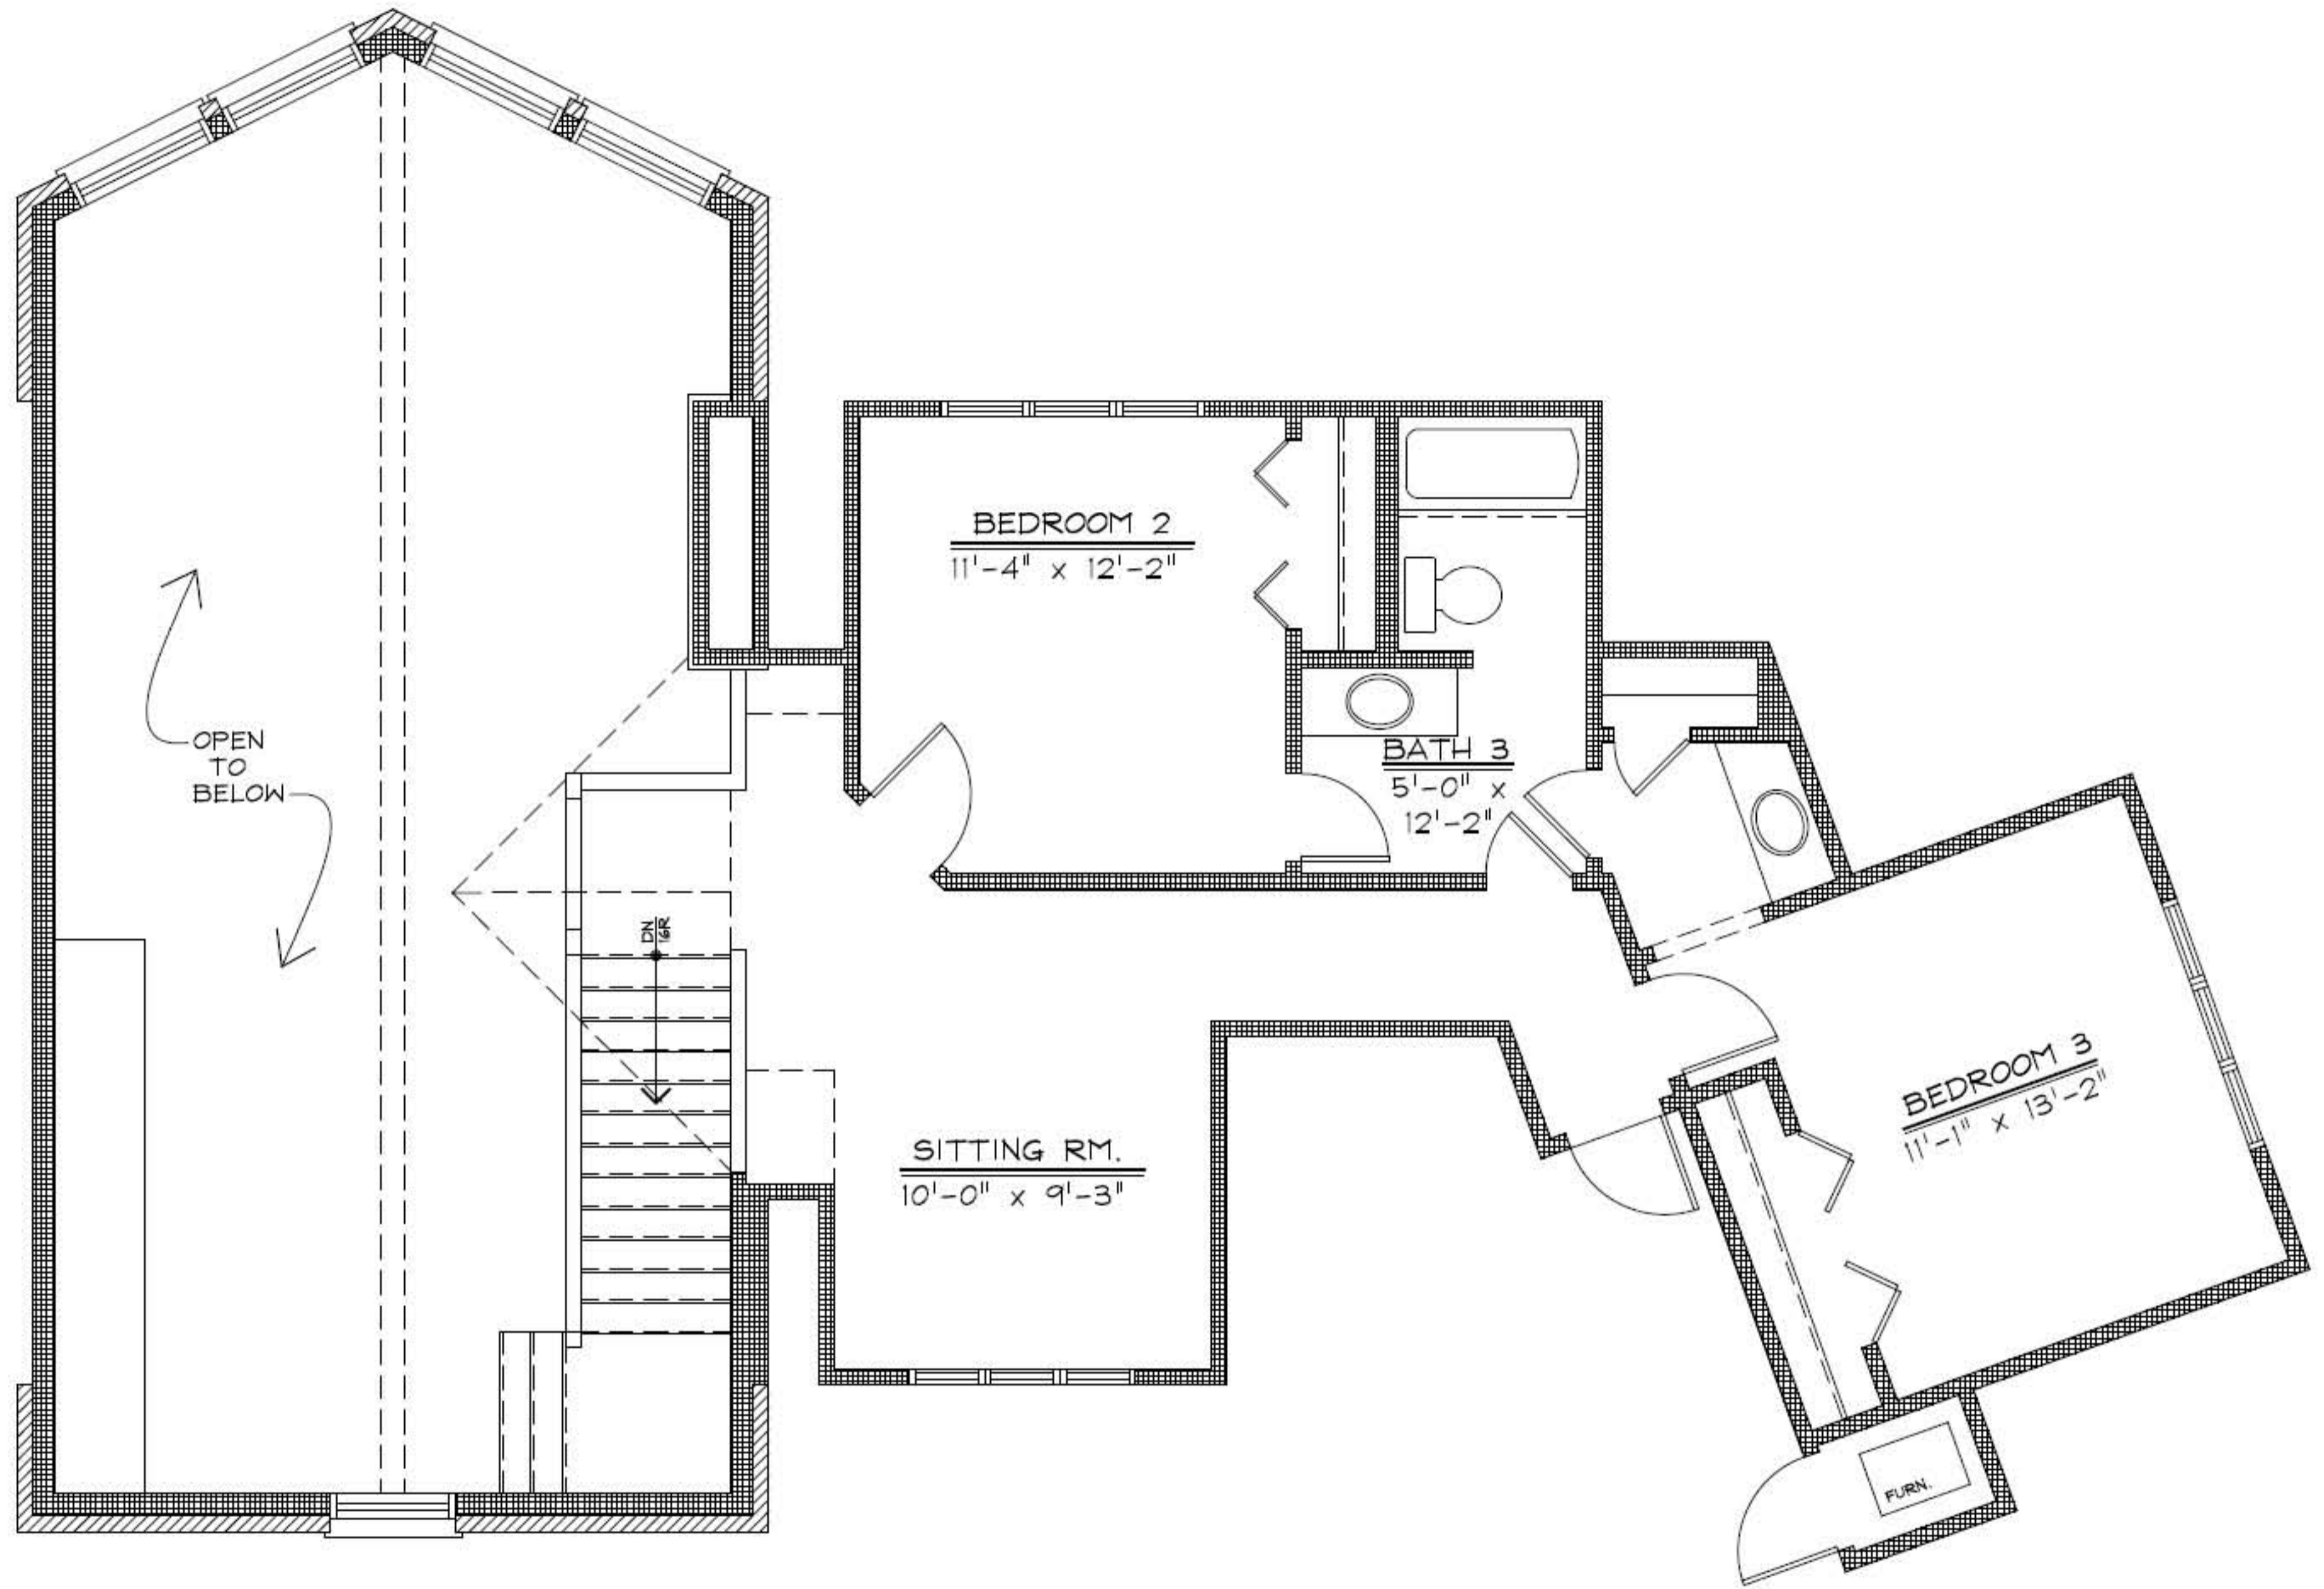 BEDROOM 2
11'-4" x 12'-2"
OPEN
TO
BELOW
BATH 3
5'-0" x
12'-2"
DN
16R
BEDROOM 3
11'-1" x 13'-2"
SITTING RM.
10'-0" x 9'-3"
FURN.